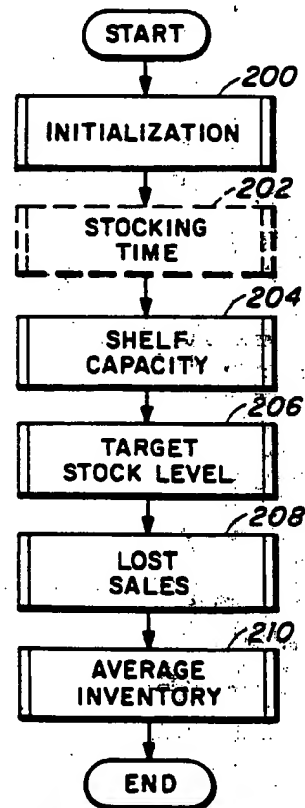 START
200
INITIALIZATION
202
STOCKING
TIME
204
SHELF
CAPACITY
206
TARGET
STOCK LEVEL
208
LOST
SALES
210
AVERAGE
INVENTORY
END